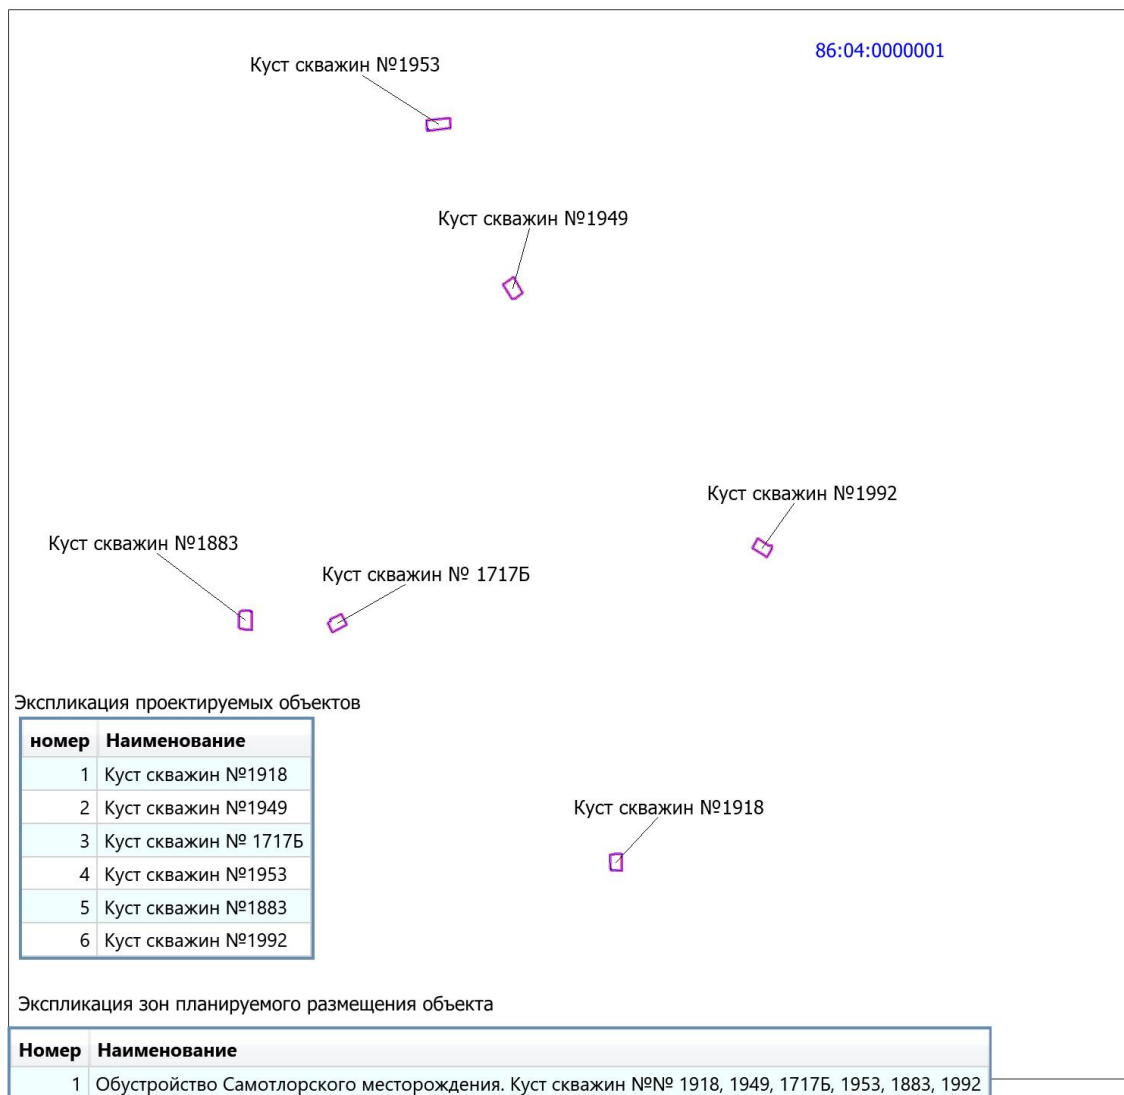 86:04:0000001
Куст скважин №1953
Куст скважин №1949
Куст скважин №1992
Куст скважин №1883
Куст скважин № 1717Б
Экспликация проектируемых объектов
номер Наименование
1 Куст скважин №1918
2 Куст скважин №1949
3 Куст скважин № 1717Б
4 Куст скважин №1953
5 Куст скважин №1883
6 Куст скважин №1992
Куст скважин №1918
Экспликация зон планируемого размещения объекта
Номер Наименование
1 Обустройство Самотлорского месторождения. Куст скважин №№ 1918, 1949, 1717Б, 1953, 1883, 1992